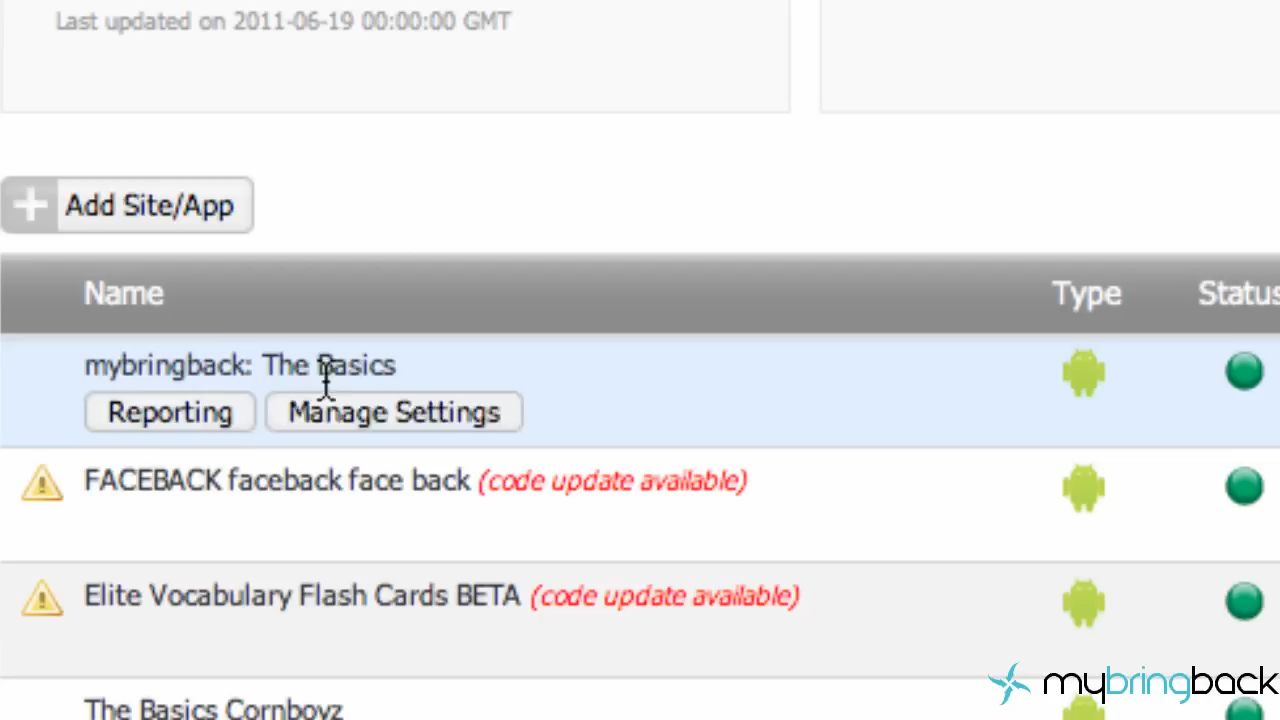 Last updated on 2011-06-19 00:00:00 GMT
Add Site/App
Name Type Status
mybringback: The Basics
Reporting Manage Settings
FACEBACK faceback face back (code update available)
Elite Vocabulary Flash Cards BETA (code update available)
mybringback
The Basics Cornboyz